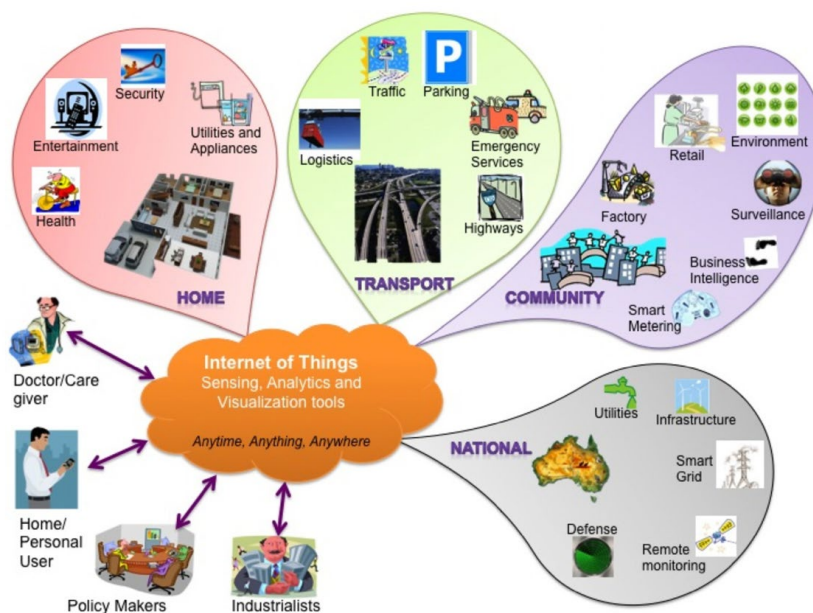 Security
Entertainment
Utilities and
Appliances
Health
HOME
Traffic
P
Parking
Logistics
Emergency
Services
Highways
TRANSPORT
Retail
Environment
Factory
Surveillance
Business
Intelligence
Smart
Metering
COMMUNITY
Internet of Things
Sensing, Analytics and
Visualization tools
Anytime, Anything, Anywhere
NATIONAL
Utilities
Infrastructure
Smart
Grid
Defense
Remote
monitoring
Doctor/Care
giver
Home/
Personal
User
Policy Makers
Industrialists